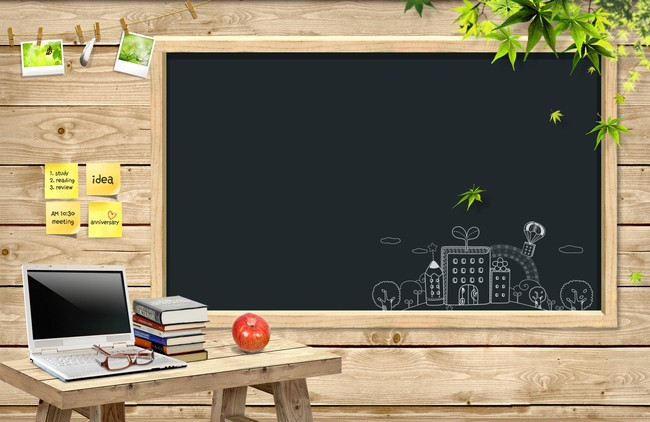 1. study
2. reading
3. review
idea
AM 10:30
meeting
anniversary